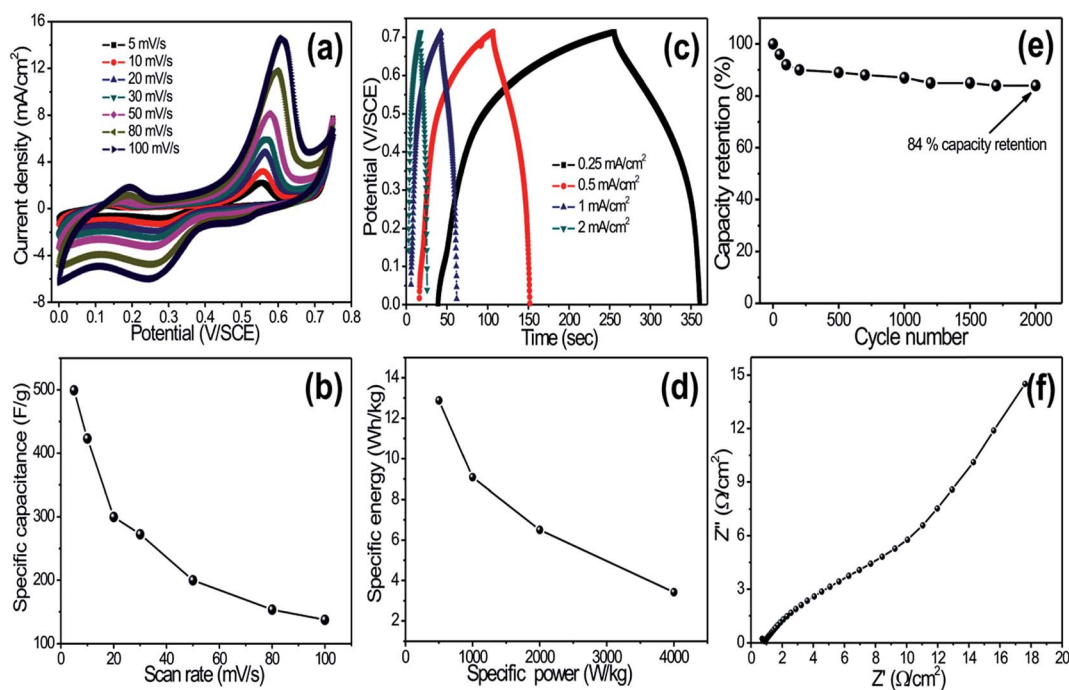 (a)
16
12
8
4
0
-4
-8
Current density (mA/cm²)
5 mV/s
10 mV/s
20 mV/s
30 mV/s
50 mV/s
80 mV/s
100 mV/s
0.0 0.1 0.2 0.3 0.4 0.5 0.6 0.7 0.8
Potential (V/SCE)
(c)
0.7
0.6
0.5
0.4
0.3
0.2
0.1
0.0
Potential (V/SCE)
0.25 mA/cm²
0.5 mA/cm²
1 mA/cm²
2 mA/cm²
0 50 100 150 200 250 300 350
Time (sec)
(e)
100
80
60
40
20
0
Capacity retention (%)
84 % capacity retention
0 500 1000 1500 2000
Cycle number
(b)
500
400
300
200
100
Specific capacitance (F/g)
0 20 40 60 80 100
Scan rate (mV/s)
(d)
14
12
10
8
6
4
2
Specific energy (Wh/kg)
0 1000 2000 3000 4000
Specific power (W/kg)
(f)
15
12
9
6
3
0
Z'' (Ω/cm²)
0 2 4 6 8 10 12 14 16 18 20
Z' (Ω/cm²)